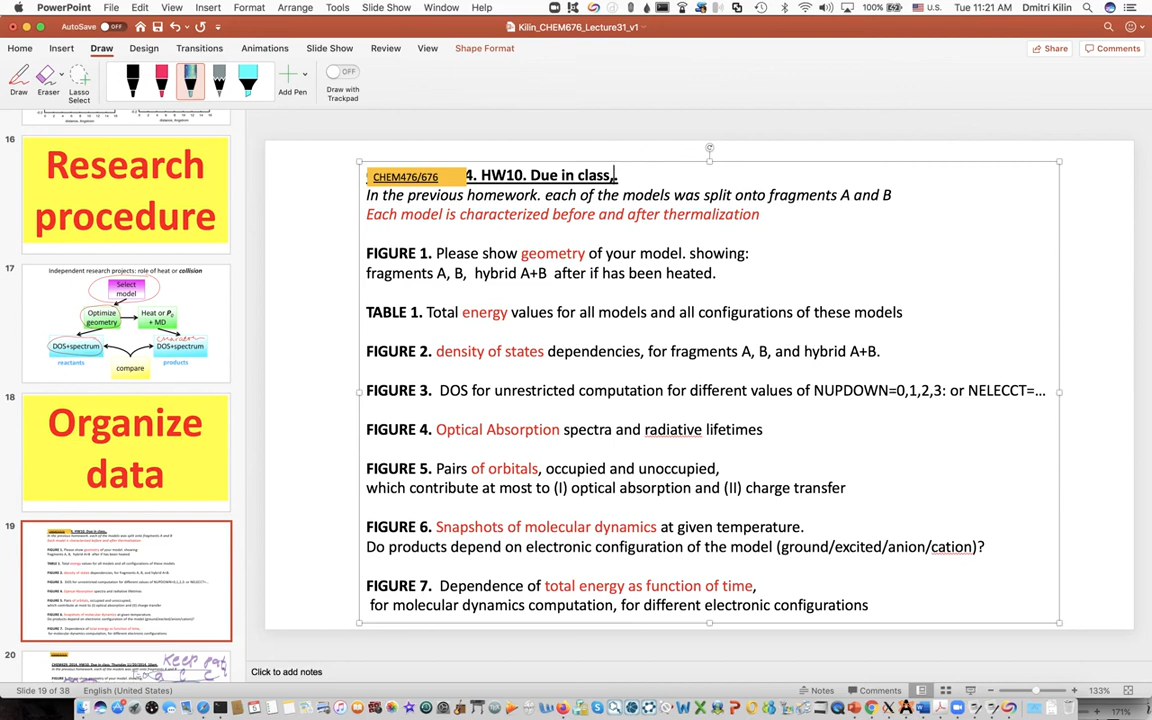 PowerPoint File Edit View Insert Format Arrange Tools Slide Show Window Help
100% U.S. Tue 11:21 AM Dmitri Kilin
AutoSave OFF
Kilin_CHEM676_Lecture31_v1
Home Insert Draw Design Transitions Animations Slide Show Review View Shape Format
Share Comments
Draw Eraser Lasso Select Add Pen Draw with Trackpad
OFF
distance, Angstrom distance, Angstrom
16
Research
procedure
17
Independent research projects: role of heat or collision
Select
model
Optimize
geometry
Heat or P₀
+ MD
DOS+spectrum
DOS+spectrum
reactants
products
compare
18
Organize
data
19
20
CHEM476/676 4. HW10. Due in class,.
In the previous homework. each of the models was split onto fragments A and B
Each model is characterized before and after thermalization
FIGURE 1. Please show geometry of your model. showing:
fragments A, B, hybrid A+B after if has been heated.
TABLE 1. Total energy values for all models and all configurations of these models
FIGURE 2. density of states dependencies, for fragments A, B, and hybrid A+B.
FIGURE 3. DOS for unrestricted computation for different values of NUPDOWN=0,1,2,3: or NELECCT=...
FIGURE 4. Optical Absorption spectra and radiative lifetimes
FIGURE 5. Pairs of orbitals, occupied and unoccupied,
which contribute at most to (I) optical absorption and (II) charge transfer
FIGURE 6. Snapshots of molecular dynamics at given temperature.
Do products depend on electronic configuration of the model (ground/excited/anion/cation)?
FIGURE 7. Dependence of total energy as function of time,
for molecular dynamics computation, for different electronic configurations
Click to add notes
Slide 19 of 38 English (United States)
Notes Comments 133%
171%